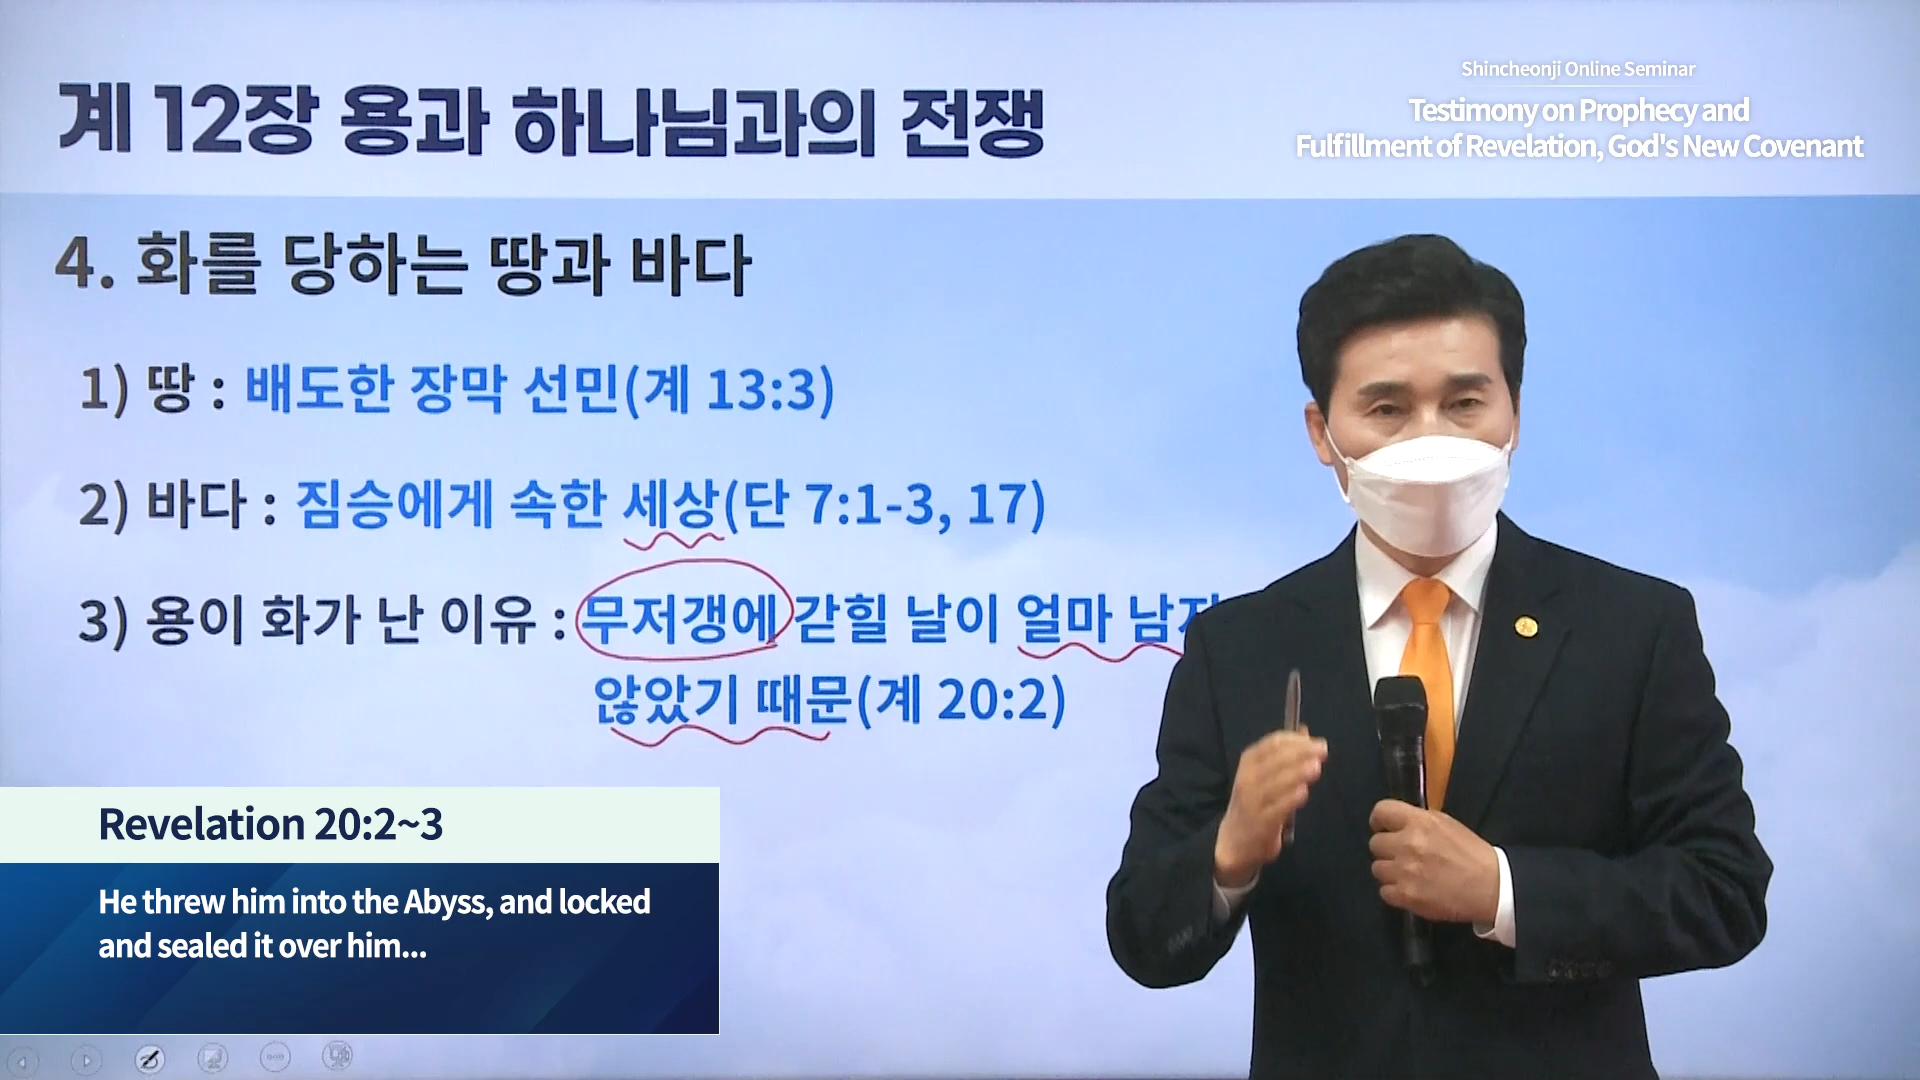 계 12장 용과 하나님과의 전쟁
Shincheonji Online Seminar
Testimony on Prophecy and
Fulfillment of Revelation, God's New Covenant
4. 화를 당하는 땅과 바다
1) 땅 : 배도한 장막 선민(계 13:3)
2) 바다 : 짐승에게 속한 세상(단 7:1-3, 17)
3) 용이 화가 난 이유 : 무저갱에 갇힐 날이 얼마 남지
않았기 때문(계 20:2)
Revelation 20:2~3
He threw him into the Abyss, and locked
and sealed it over him...